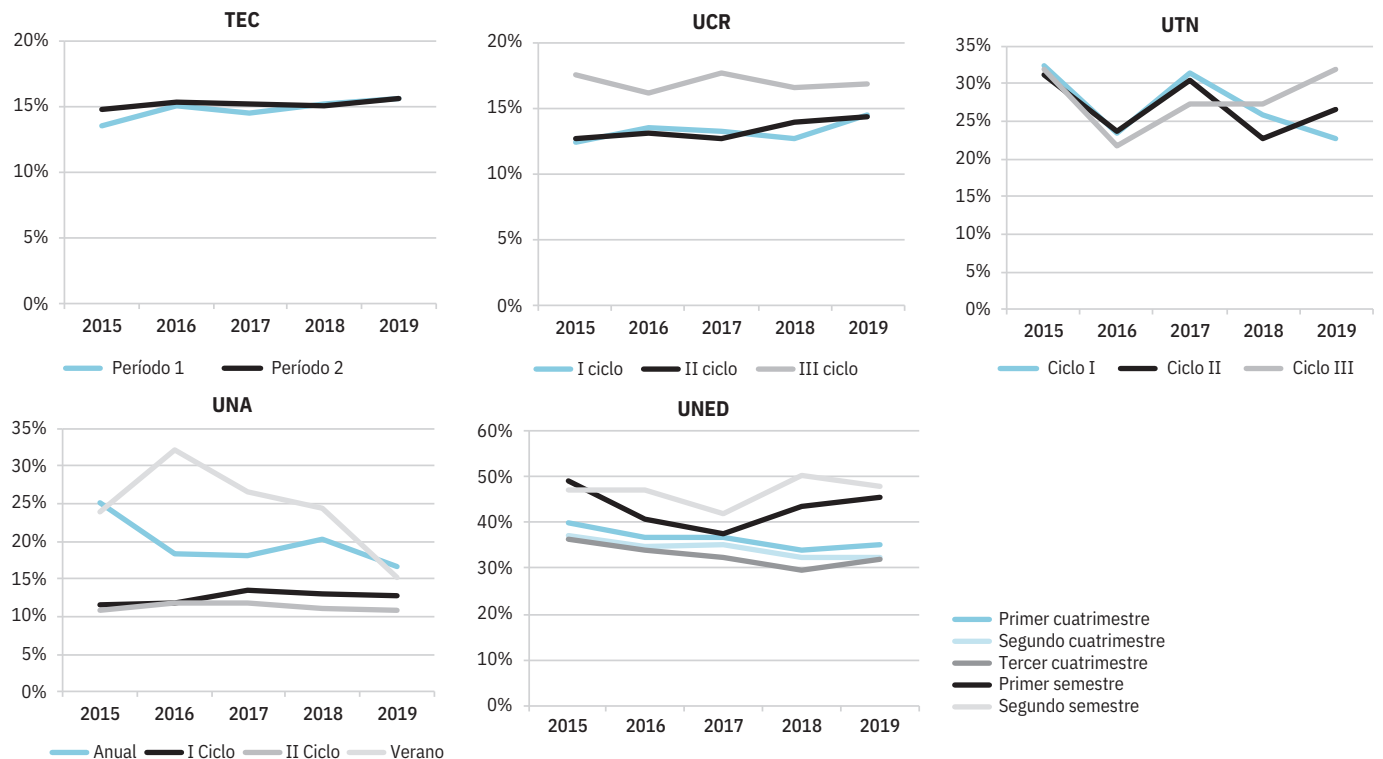 TEC
20%
15%
10%
5%
0%
2015 2016 2017 2018 2019
Período 1 Período 2
UCR
20%
15%
10%
5%
0%
2015 2016 2017 2018 2019
I ciclo II ciclo III ciclo
UTN
35%
30%
25%
20%
15%
10%
5%
0%
2015 2016 2017 2018 2019
Ciclo I Ciclo II Ciclo III
UNA
35%
30%
25%
20%
15%
10%
5%
0%
2015 2016 2017 2018 2019
Anual I Ciclo II Ciclo Verano
UNED
60%
50%
40%
30%
20%
10%
0%
2015 2016 2017 2018 2019
Primer cuatrimestre
Segundo cuatrimestre
Tercer cuatrimestre
Primer semestre
Segundo semestre